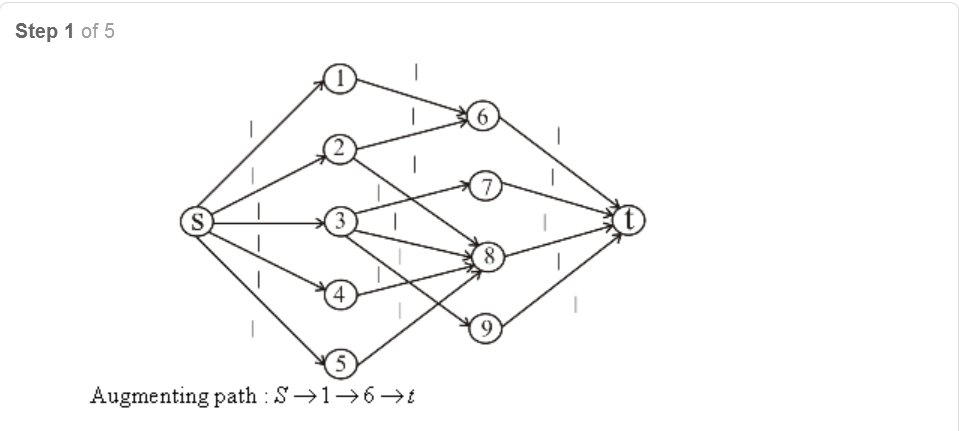 Step 1 of 5
1
6
2
7
S
3
t
8
4
9
5
Augmenting path : S → 1 → 6 → t